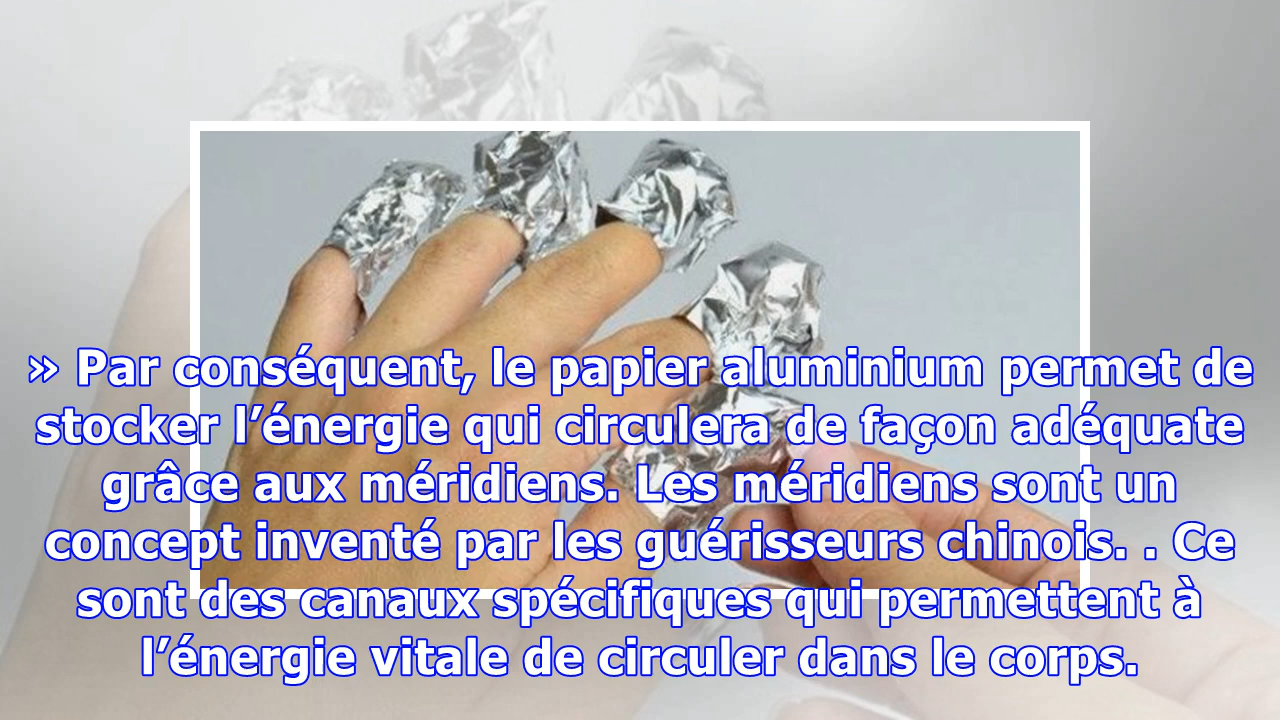 » Par conséquent, le papier aluminium permet de
stocker l’énergie qui circulera de façon adéquate
grâce aux méridiens. Les méridiens sont un
concept inventé par les guérisseurs chinois. . Ce
sont des canaux spécifiques qui permettent à
l’énergie vitale de circuler dans le corps.